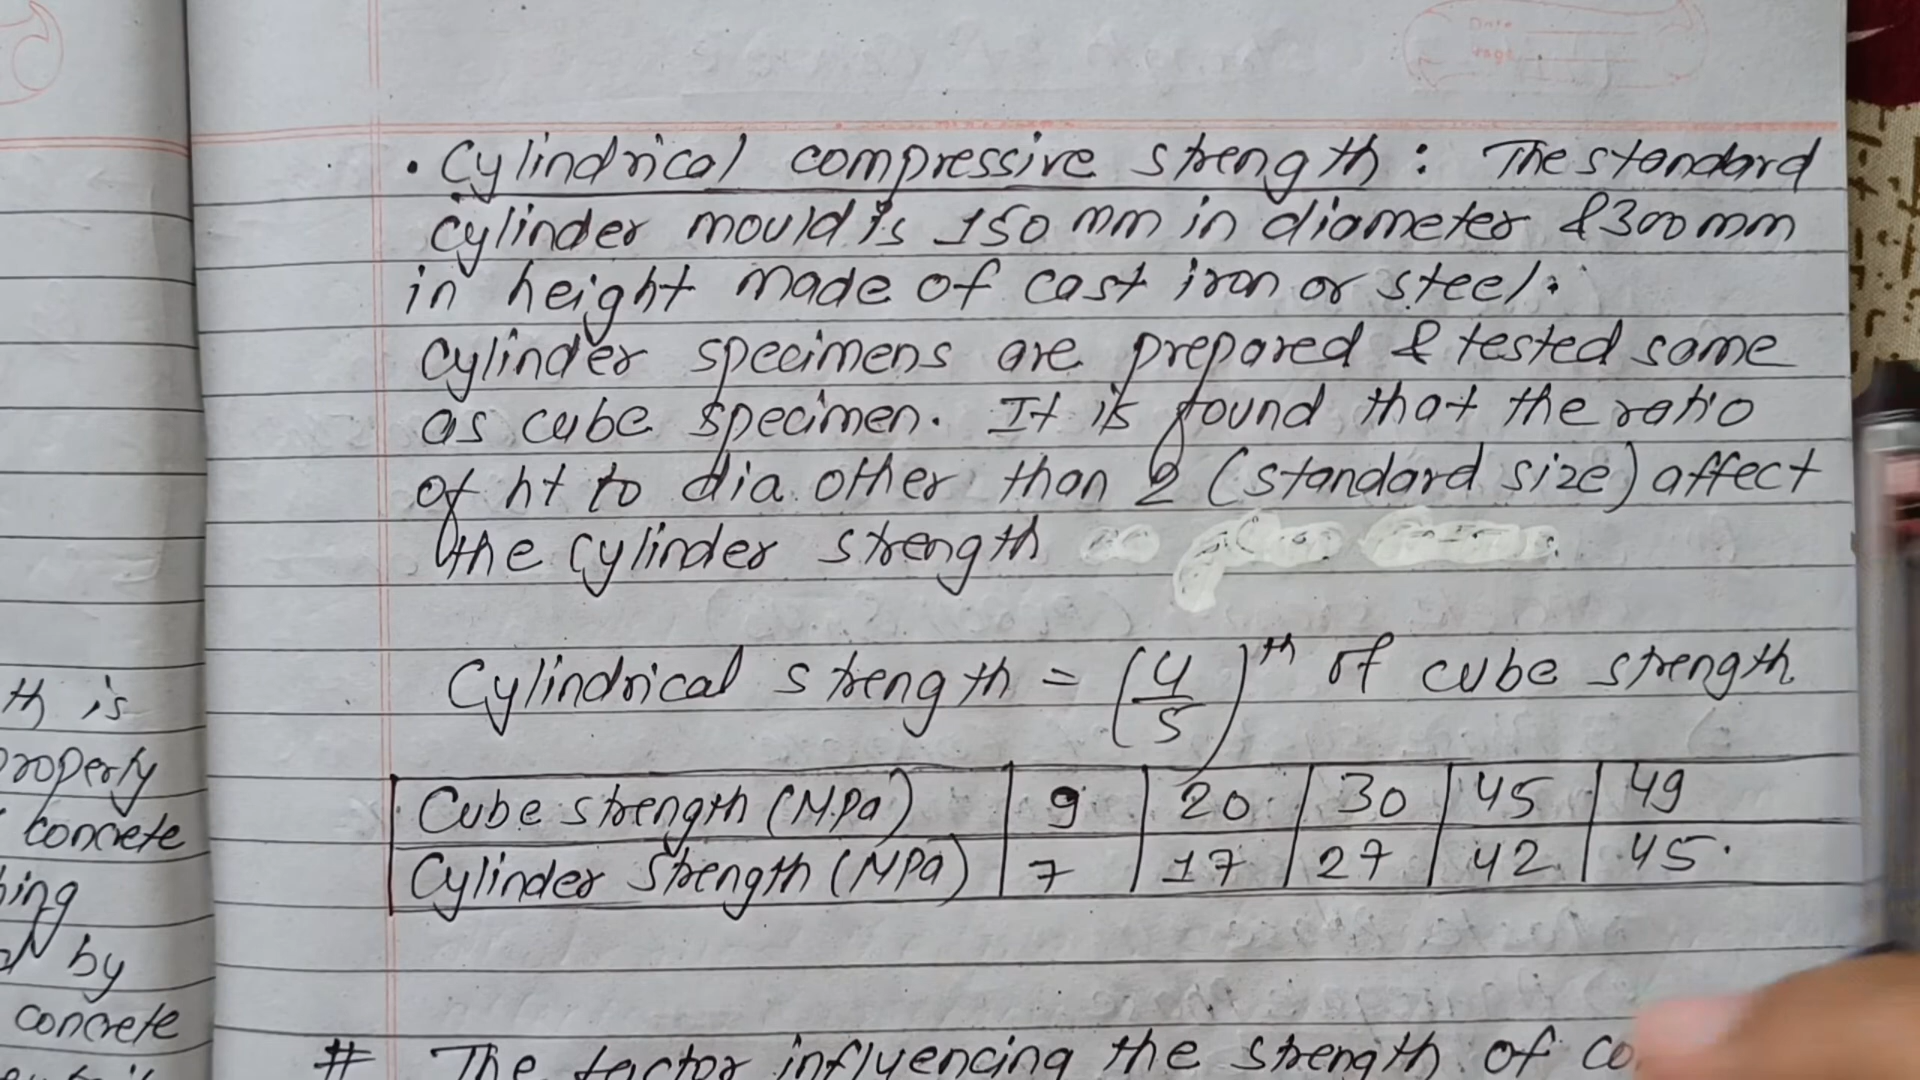 Date
Page
• Cylindrical compressive strength : The standard
cylinder mould is 150 mm in diameter & 300 mm
in height made of cast iron or steel.
Cylinder specimens are prepared & tested same
as cube specimen. It is found that the ratio
of ht to dia. other than 2 (standard size) affect
the cylinder strength
Cylindrical strength = (4/5)th of cube strength.
Cube strength (MPa) 9 20 30 45 49
Cylinder Strength (MPa) 7 17 27 42 45.
# The factor influencing the strength of co
th is
roperty
concrete
by
concrete